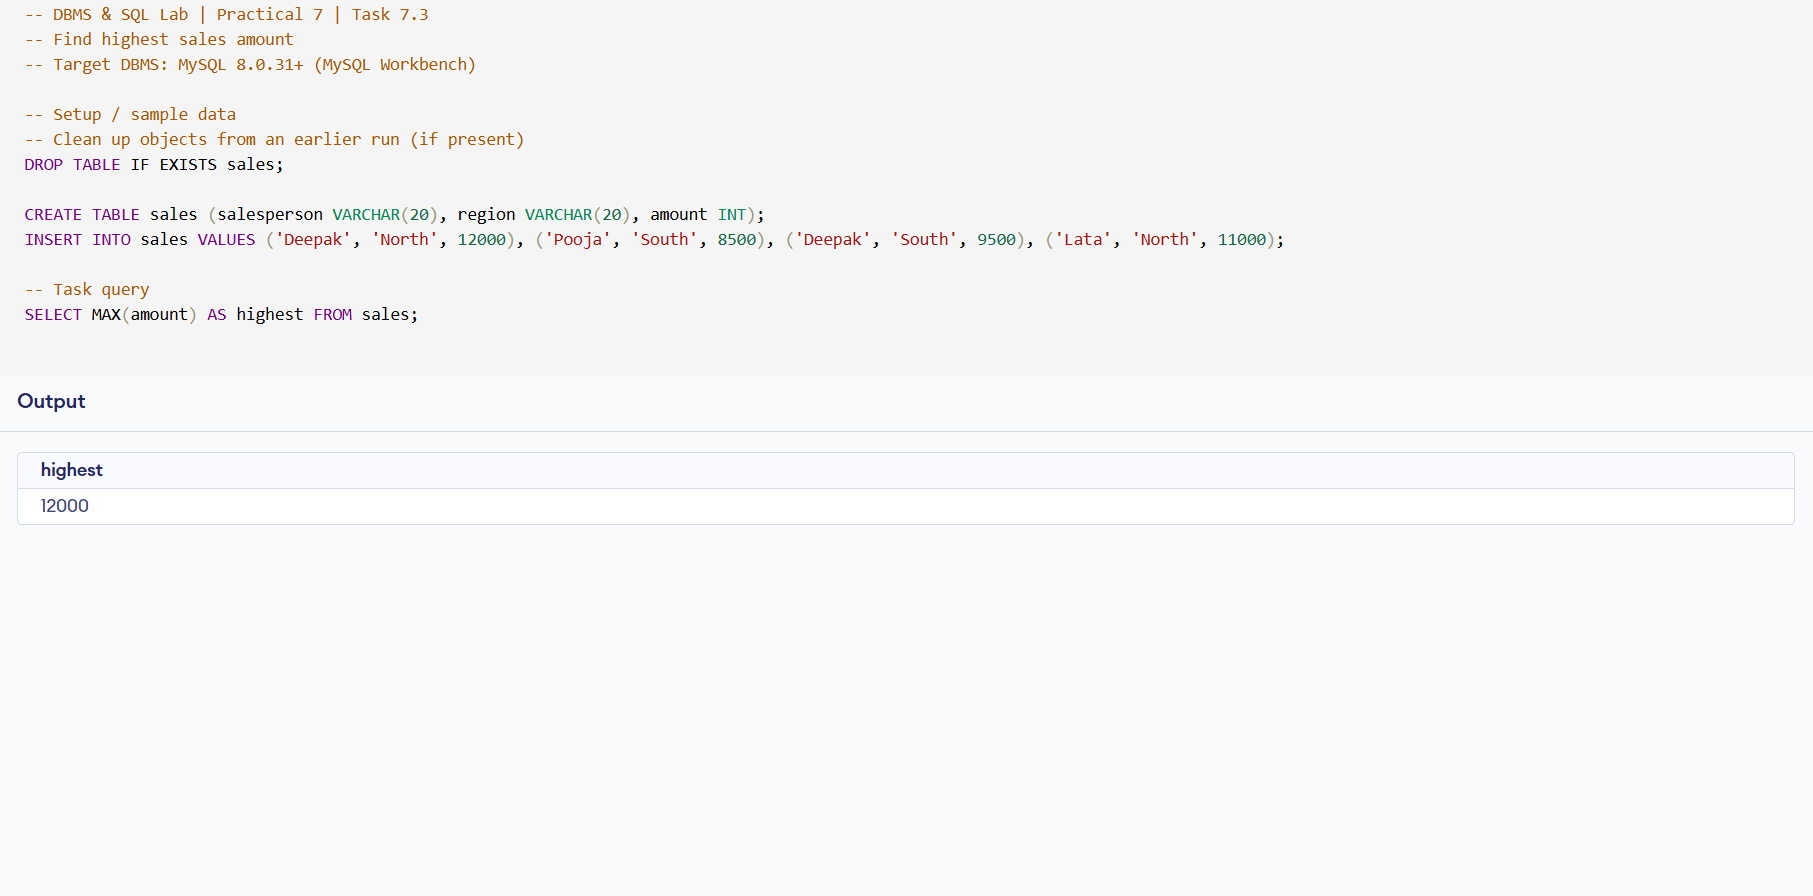 -- DBMS & SQL Lab | Practical 7 | Task 7.3
-- Find highest sales amount
-- Target DBMS: MySQL 8.0.31+ (MySQL Workbench)
-- Setup / sample data
-- Clean up objects from an earlier run (if present)
DROP TABLE IF EXISTS sales;
CREATE TABLE sales (salesperson VARCHAR(20), region VARCHAR(20), amount INT);
INSERT INTO sales VALUES ('Deepak', 'North', 12000), ('Pooja', 'South', 8500), ('Deepak', 'South', 9500), ('Lata', 'North', 11000);
-- Task query
SELECT MAX(amount) AS highest FROM sales;
Output
highest
12000